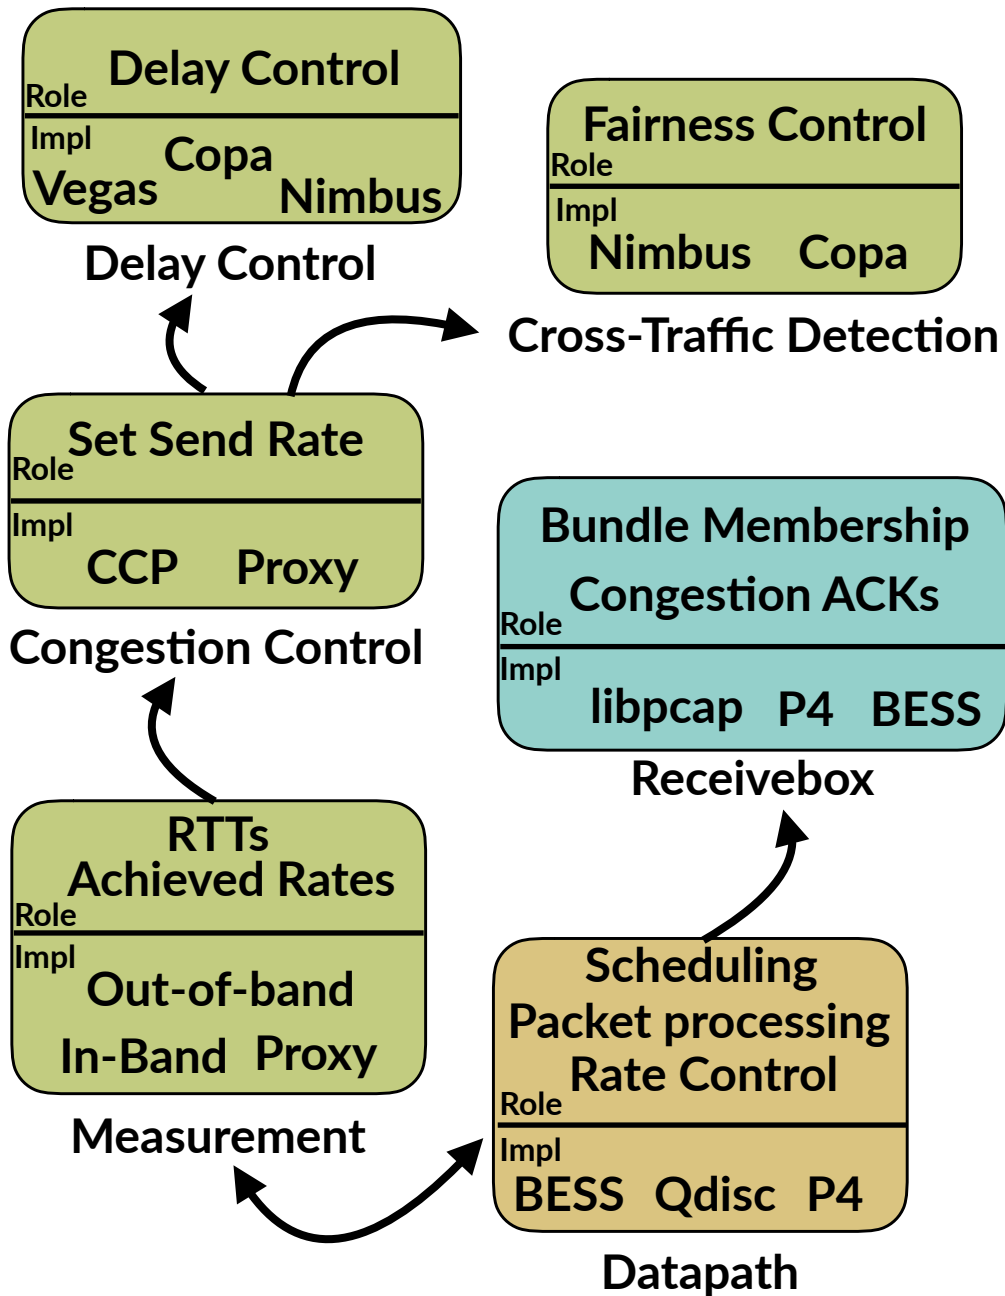 Delay Control
Role
Impl
Copa
Vegas
Nimbus
Delay Control
Fairness Control
Role
Impl
Nimbus Copa
Cross-Traffic Detection
Set Send Rate
Role
Impl
CCP Proxy
Congestion Control
Bundle Membership
Congestion ACKs
Role
Impl
libpcap P4 BESS
Receivebox
RTTs
Achieved Rates
Role
Impl
Out-of-band
In-Band Proxy
Measurement
Scheduling
Packet processing
Rate Control
Role
Impl
BESS Qdisc P4
Datapath